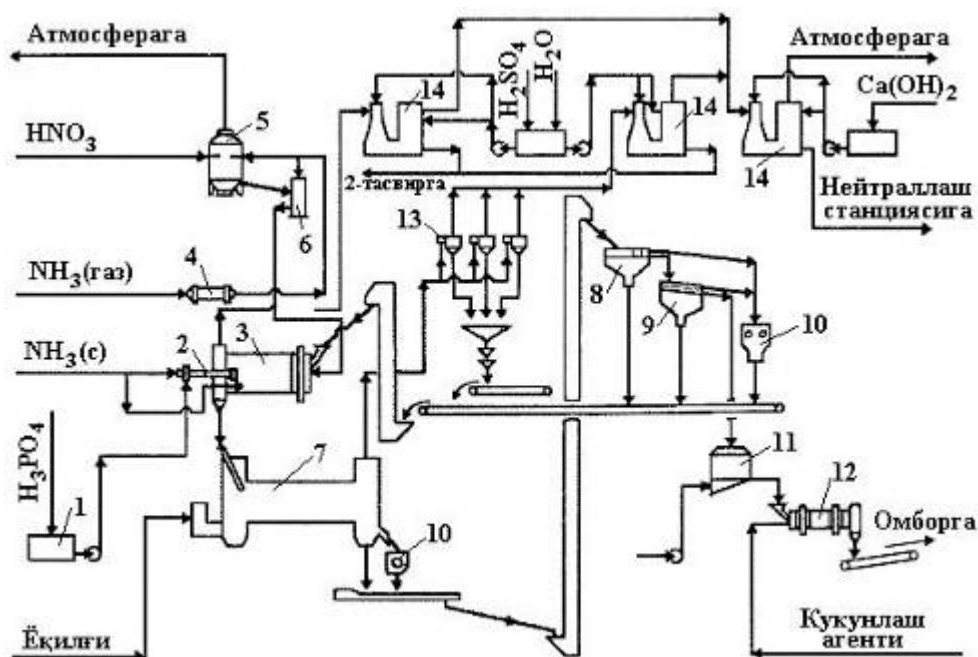 Атмосферага
HNO3
NH3(газ)
NH3(с)
H3PO4
Ёқилғи
1
2
3
4
5
6
7
10
H2SO4
H2O
14
14
14
2-тасвирга
13
8
9
10
11
12
Атмосферага
Ca(OH)2
Нейтраллаш
станциясига
Омборга
Кукунлаш
агенти